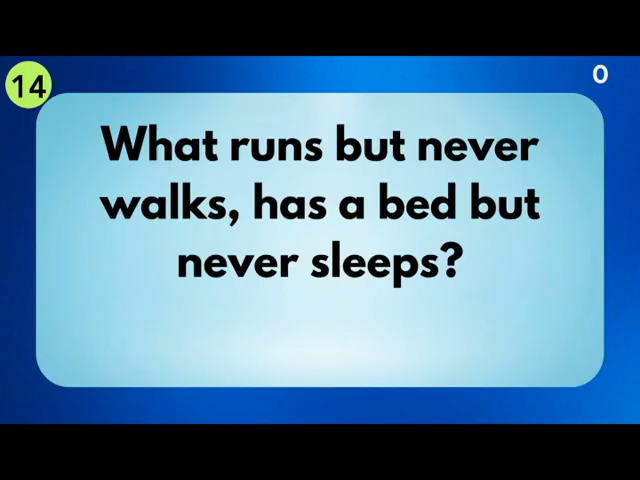 14
0
What runs but never
walks, has a bed but
never sleeps?